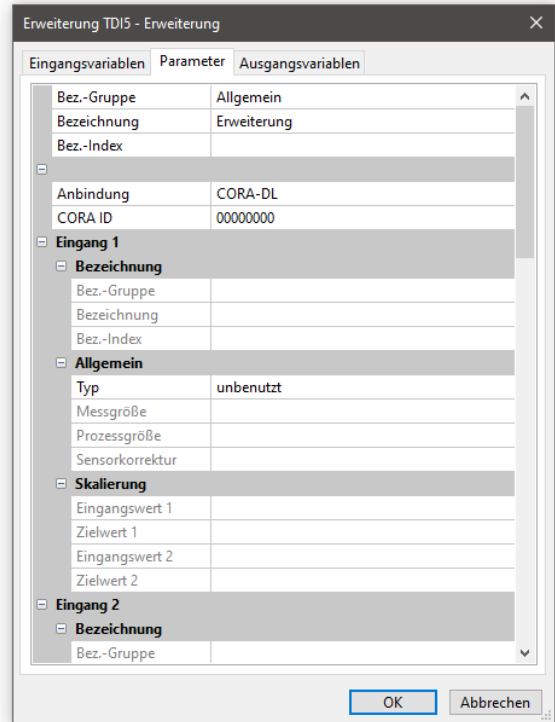 Erweiterung TDI5 - Erweiterung
Eingangsvariablen Parameter Ausgangsvariablen
Bez.-Gruppe Allgemein
Bezeichnung Erweiterung
Bez.-Index
Anbindung CORA-DL
CORA ID 00000000
Eingang 1
Bezeichnung
Bez.-Gruppe
Bezeichnung
Bez.-Index
Allgemein
Typ unbenutzt
Messgröße
Prozessgröße
Sensorkorrektur
Skalierung
Eingangswert 1
Zielwert 1
Eingangswert 2
Zielwert 2
Eingang 2
Bezeichnung
Bez.-Gruppe
OK Abbrechen